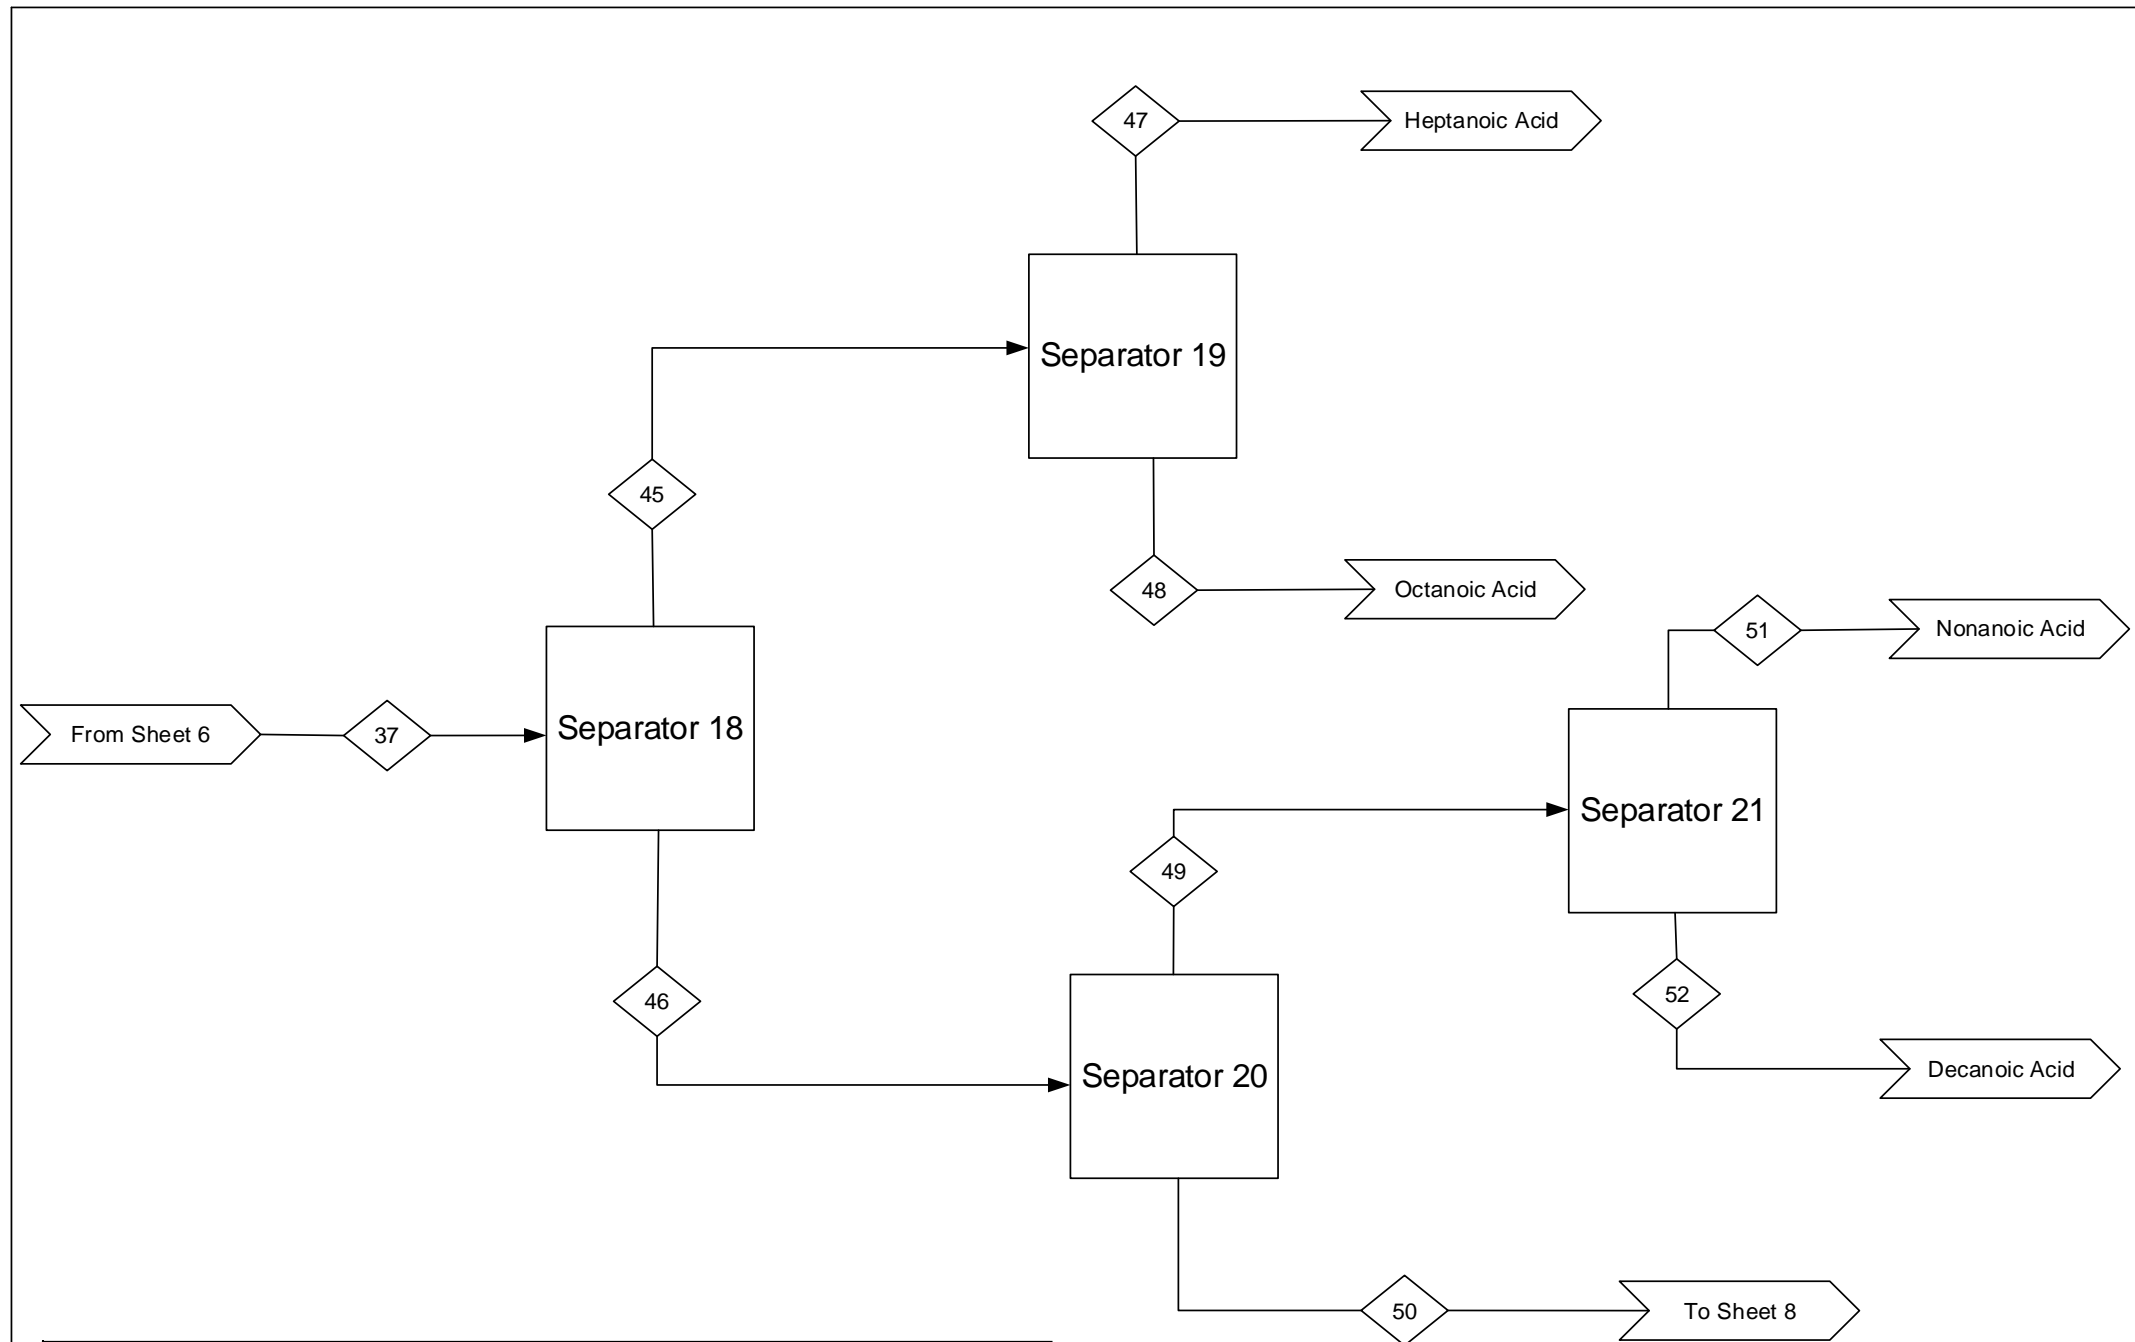 47
Heptanoic Acid
Separator 19
45
48
Octanoic Acid
51
Nonanoic Acid
From Sheet 6
37
Separator 18
Separator 21
49
46
52
Separator 20
Decanoic Acid
50
To Sheet 8